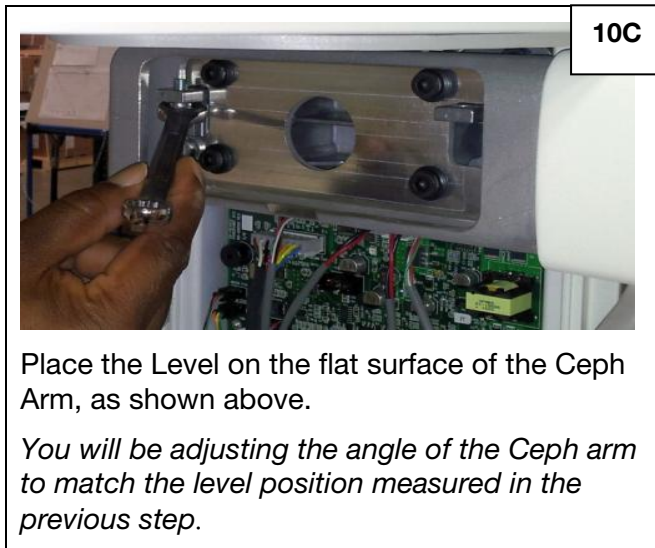 10C
Place the Level on the flat surface of the Ceph
Arm, as shown above.
You will be adjusting the angle of the Ceph arm
to match the level position measured in the
previous step.